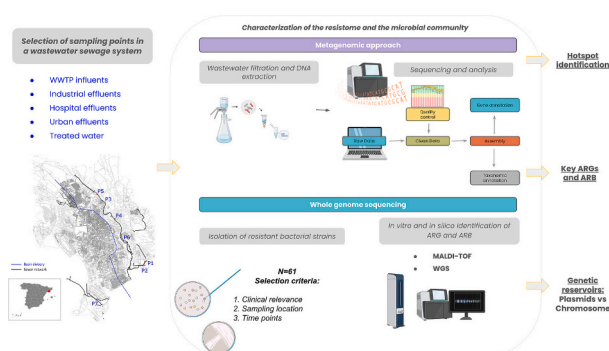 Selection of sampling points in
a wastewater sewage system
WWTP influents
Industrial effluents
Hospital effluents
Urban effluents
Treated water
P5
P3
P4
P6
P1
P2
P7
Characterization of the resistome and the microbial community
Metagenomic approach
Wastewater filtration and DNA
extraction
Sequencing and analysis
Quality
control
Raw Data
Clean Data
Assembly
Gene annotation
Taxonomic
annotation
Whole genome sequencing
Isolation of resistant bacterial strains
N=61
Selection criteria:
1. Clinical relevance
2. Sampling location
3. Time points
In vitro and in silico identification of
ARG and ARB
MALDI-TOF
WGS
Hotspot
identification
Key ARGs
and ARB
Genetic
reservoirs:
Plasmids vs
Chromosome